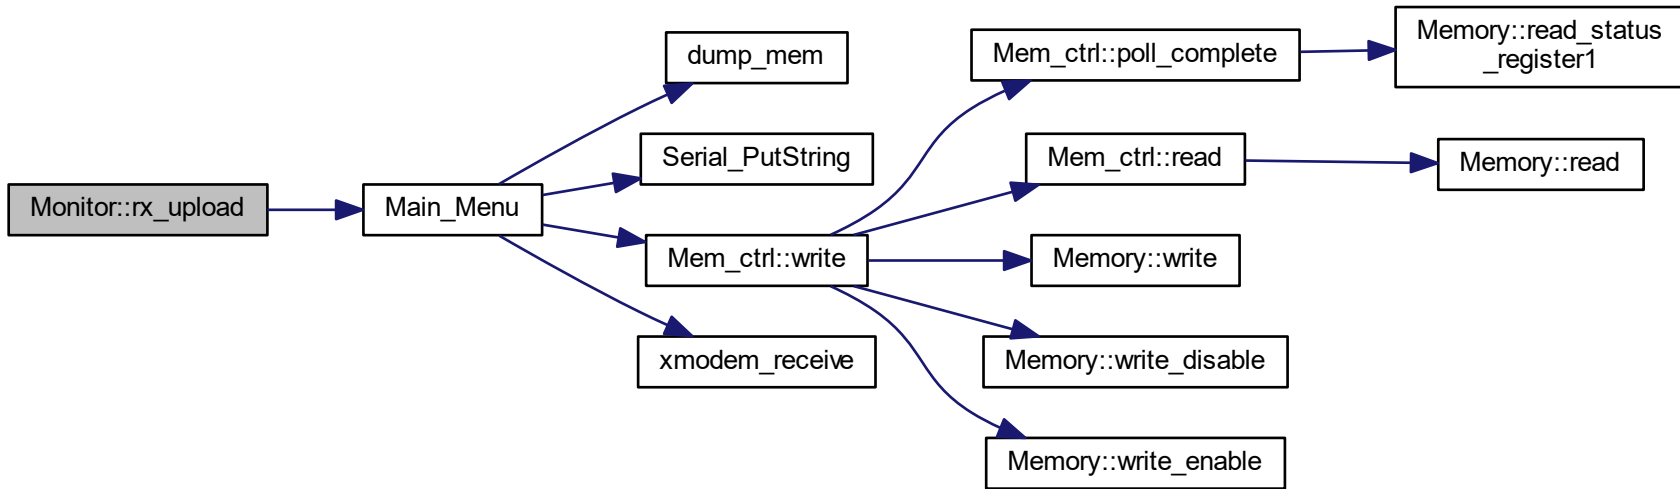 Monitor::rx_upload
Main_Menu
dump_mem
Serial_PutString
Mem_ctrl::write
xmodem_receive
Mem_ctrl::poll_complete
Mem_ctrl::read
Memory::write
Memory::write_disable
Memory::write_enable
Memory::read_status
_register1
Memory::read